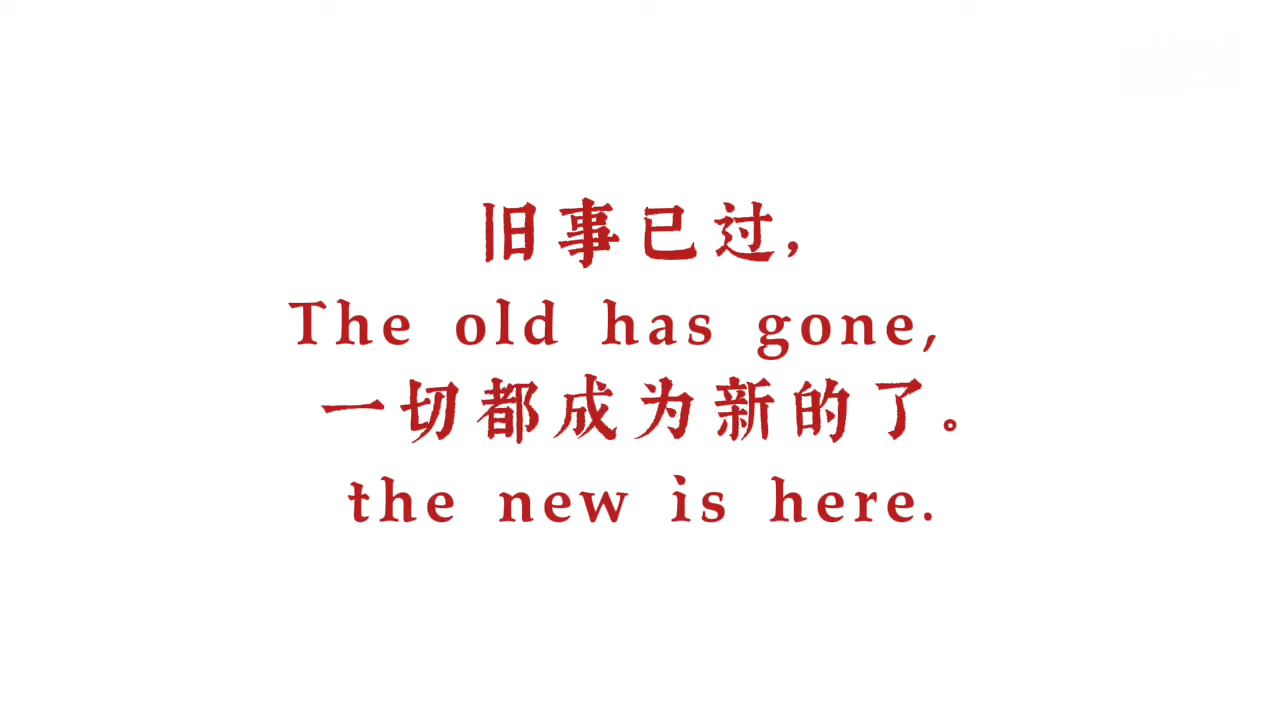 旧事已过，
The old has gone,
一切都成为新的了。
the new is here.